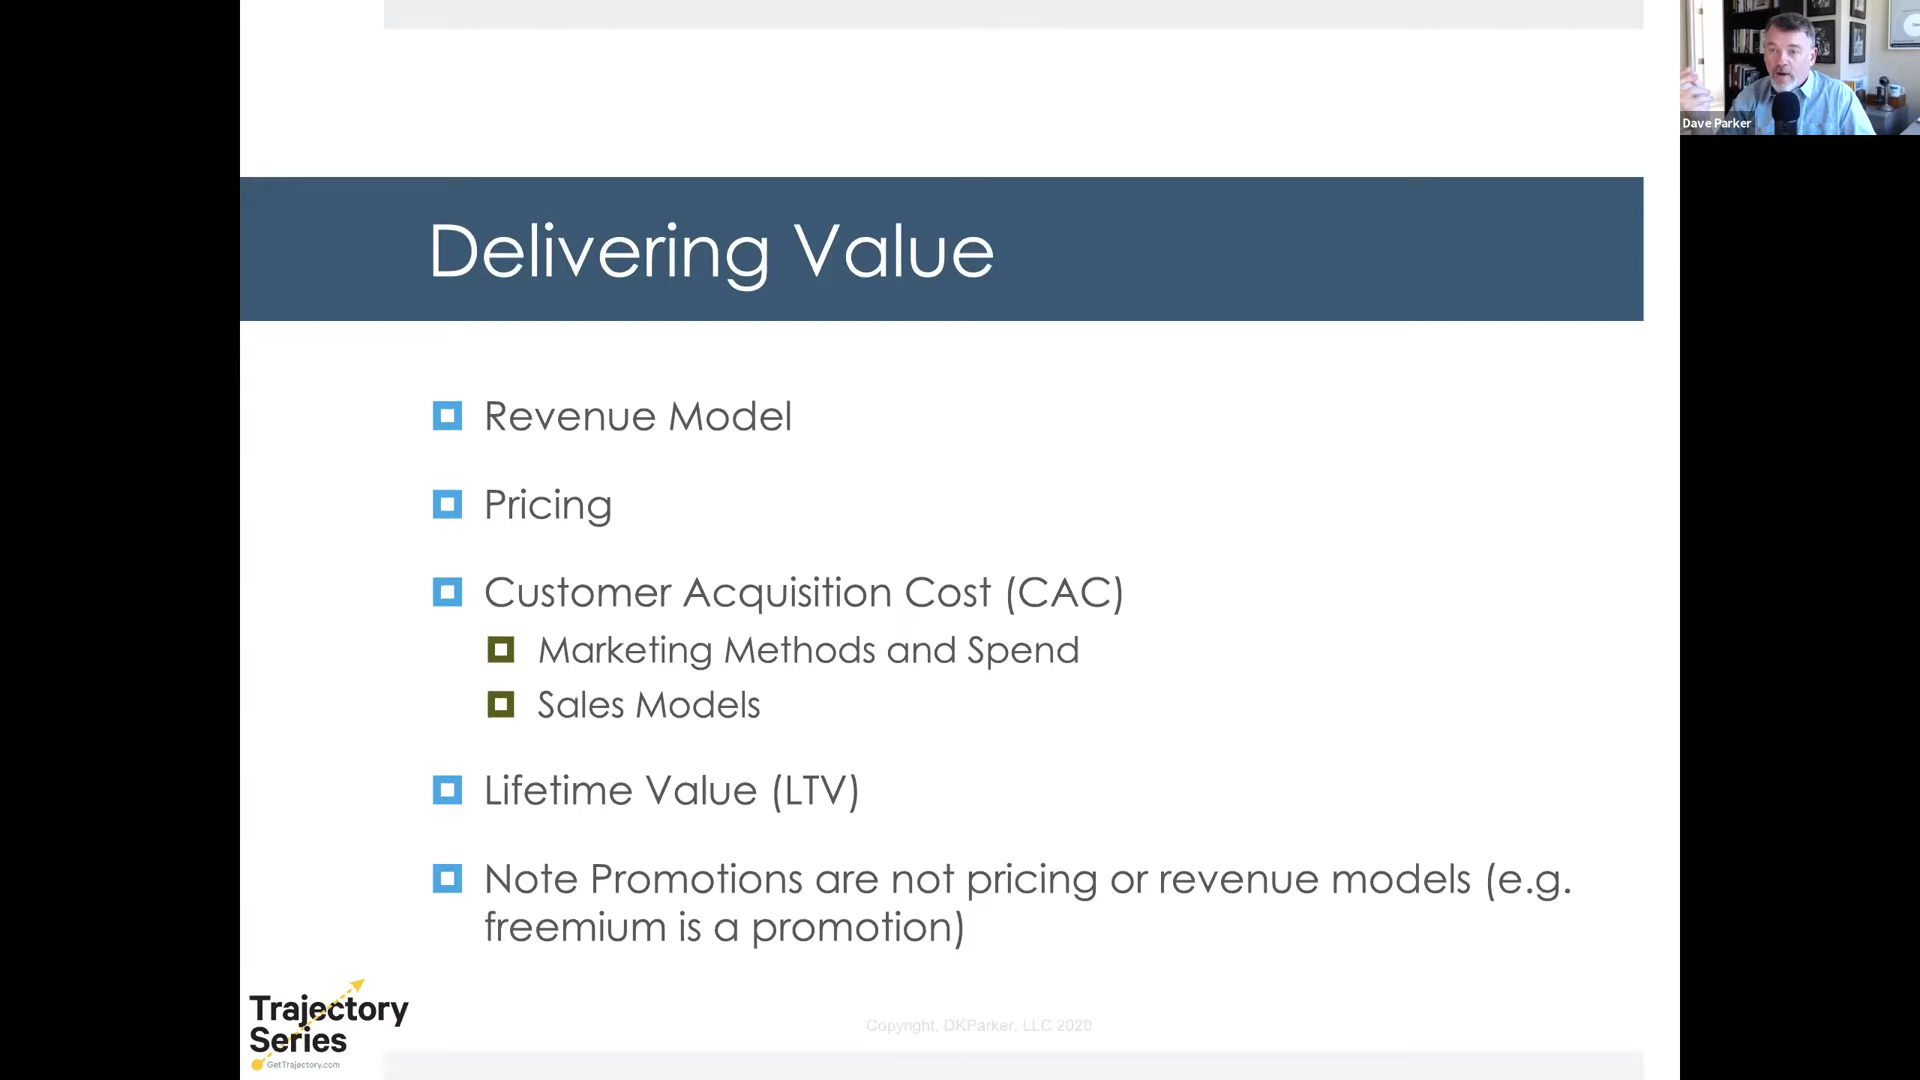 Dave Parker
Delivering Value
Revenue Model
Pricing
Customer Acquisition Cost (CAC)
Marketing Methods and Spend
Sales Models
Lifetime Value (LTV)
Note Promotions are not pricing or revenue models (e.g.
freemium is a promotion)
Trajectory
Series
GetTrajectory.com
Copyright, DKParker, LLC 2020